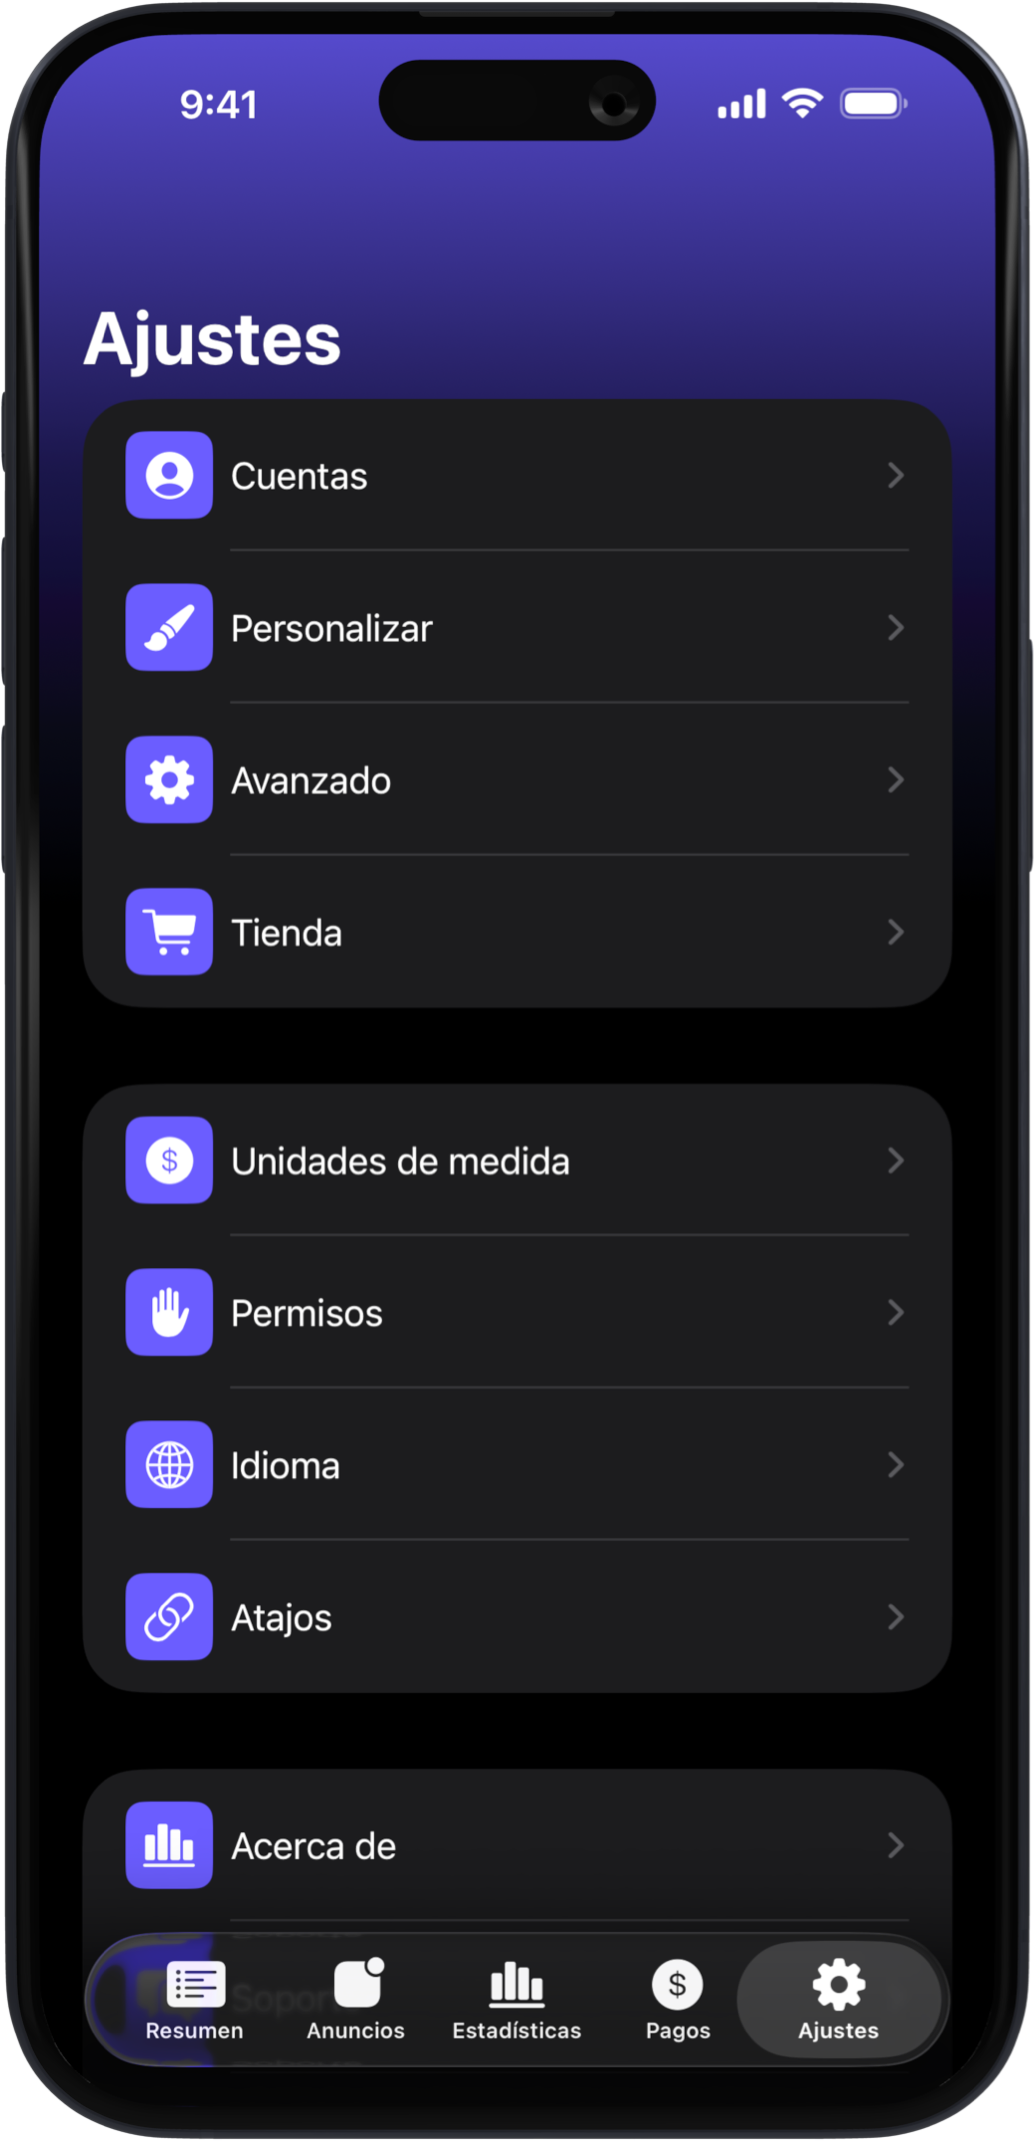 9:41
Ajustes
Cuentas
Personalizar
Avanzado
Tienda
$
Unidades de medida
Permisos
Idioma
Atajos
Acerca de
$
Resumen
Anuncios
Estadísticas
Pagos
Ajustes